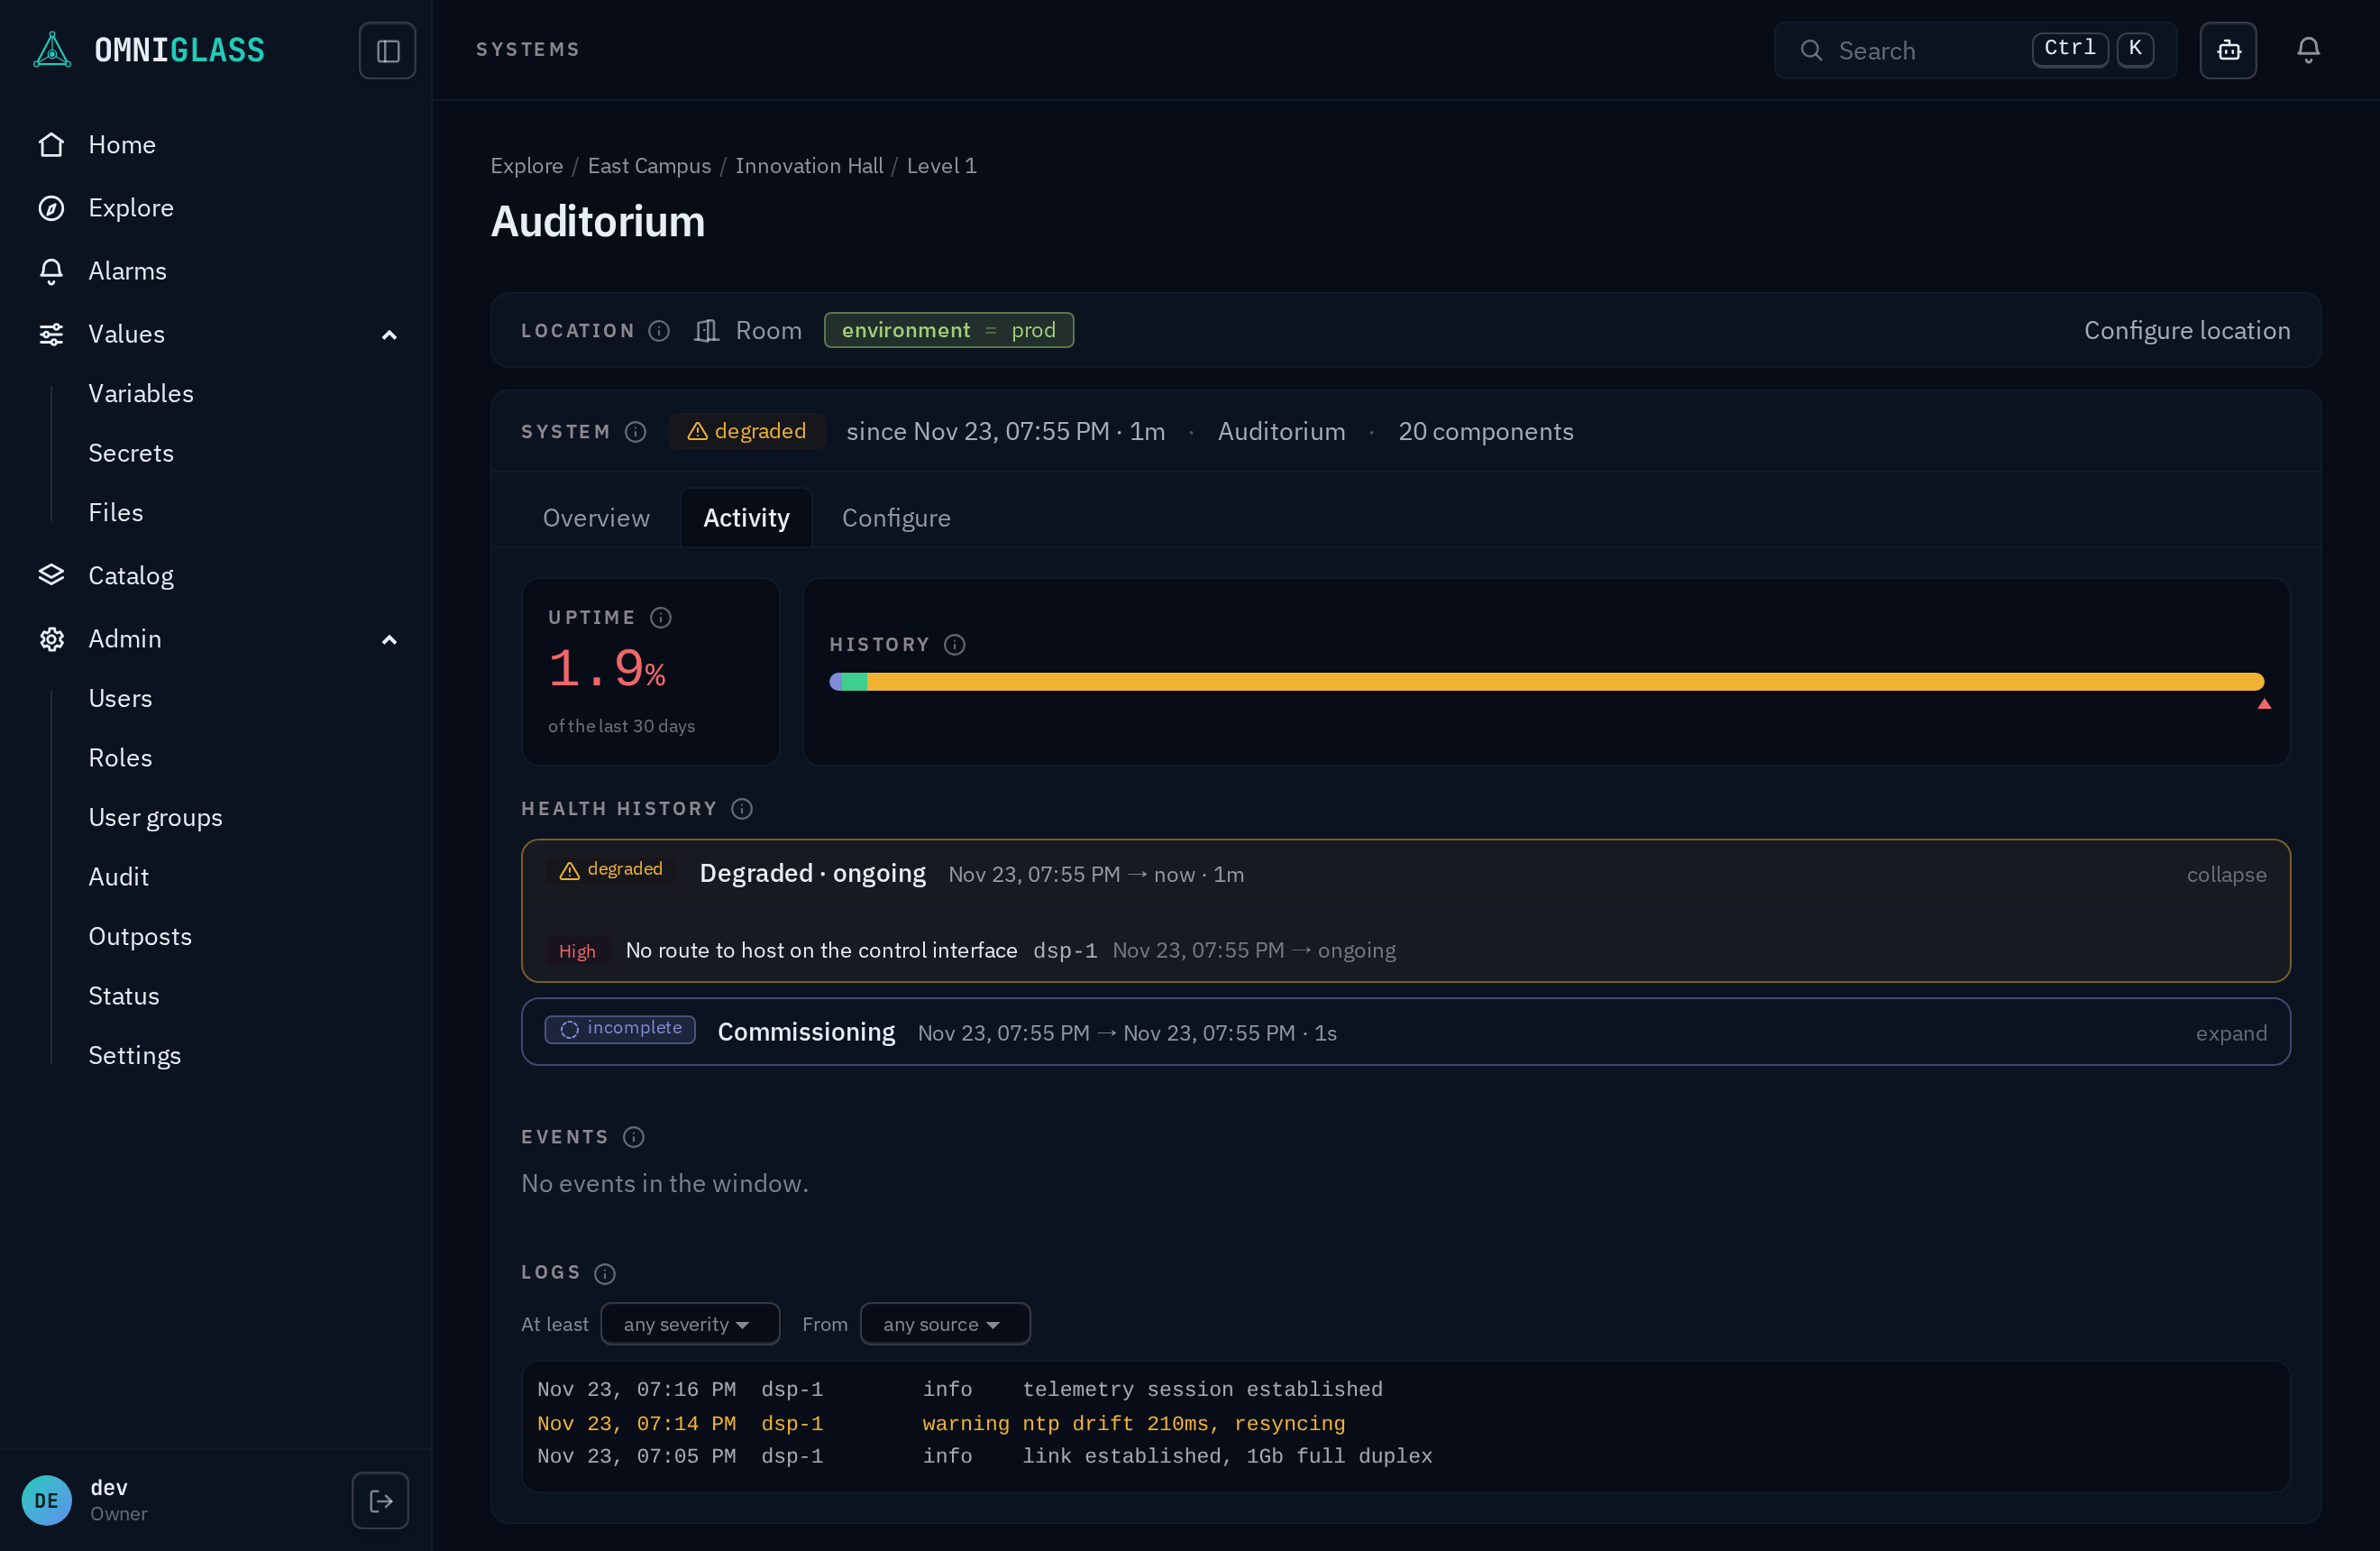 OMNIGLASS
Home
Explore
Alarms
Values
Variables
Secrets
Files
Catalog
Admin
Users
Roles
User groups
Audit
Outposts
Status
Settings
DE
dev
Owner
SYSTEMS
Search
Ctrl K
Explore / East Campus / Innovation Hall / Level 1
Auditorium
LOCATION Room environment = prod Configure location
SYSTEM degraded since Nov 23, 07:55 PM · 1m · Auditorium · 20 components
Overview Activity Configure
UPTIME
1.9%
of the last 30 days
HISTORY
HEALTH HISTORY
degraded Degraded · ongoing Nov 23, 07:55 PM → now · 1m collapse
High No route to host on the control interface dsp-1 Nov 23, 07:55 PM → ongoing
incomplete Commissioning Nov 23, 07:55 PM → Nov 23, 07:55 PM · 1s expand
EVENTS
No events in the window.
LOGS
At least any severity From any source
Nov 23, 07:16 PM dsp-1 info telemetry session established
Nov 23, 07:14 PM dsp-1 warning ntp drift 210ms, resyncing
Nov 23, 07:05 PM dsp-1 info link established, 1Gb full duplex